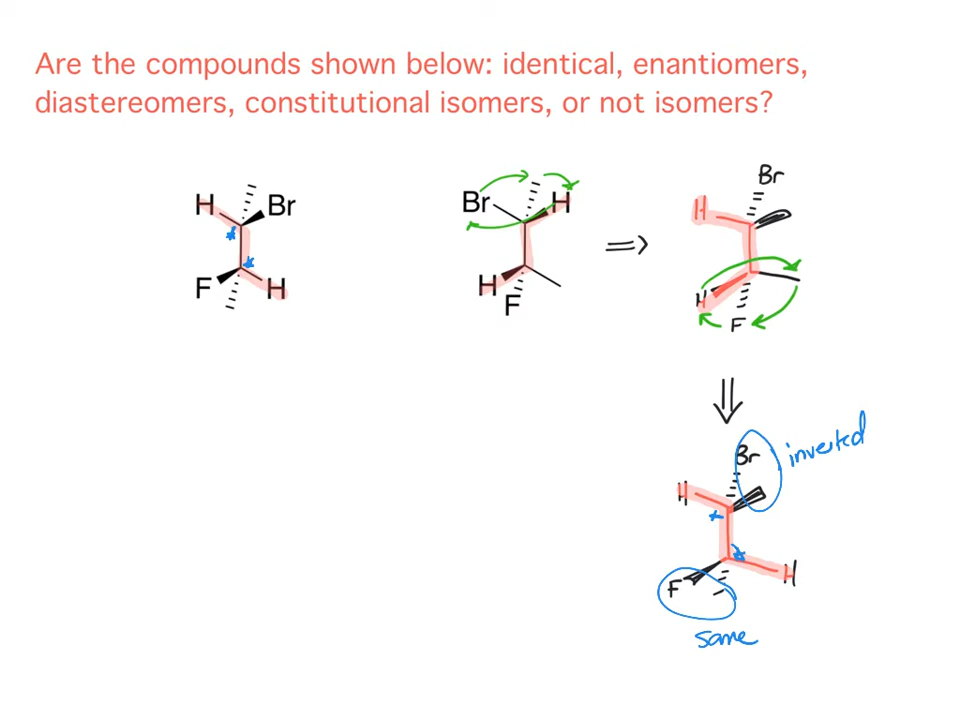 Are the compounds shown below: identical, enantiomers,
diastereomers, constitutional isomers, or not isomers?
H Br
F H
Br H
H
F
Br
H
H
F
Br inverted
H
F H
same